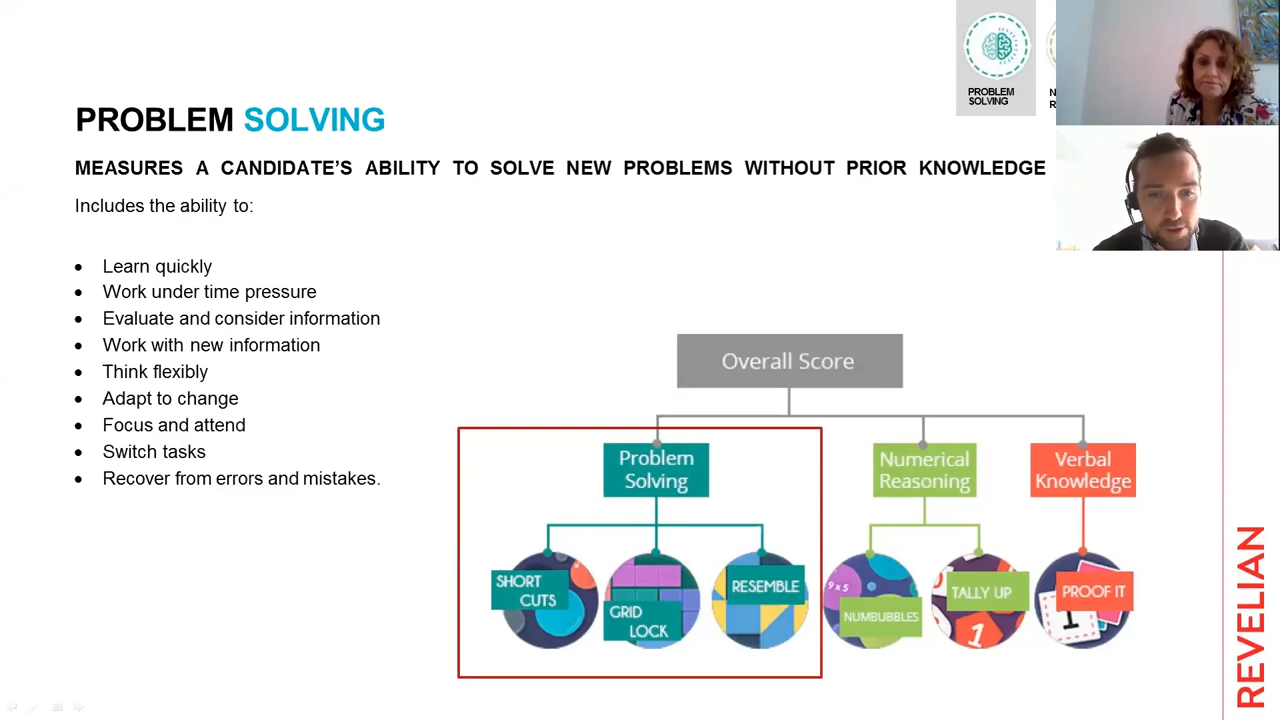 PROBLEM
SOLVING
N
R
PROBLEM SOLVING
MEASURES A CANDIDATE'S ABILITY TO SOLVE NEW PROBLEMS WITHOUT PRIOR KNOWLEDGE
Includes the ability to:
• Learn quickly
• Work under time pressure
• Evaluate and consider information
• Work with new information
• Think flexibly
• Adapt to change
• Focus and attend
• Switch tasks
• Recover from errors and mistakes.
Overall Score
Problem
Solving
Numerical
Reasoning
Verbal
Knowledge
SHORT
CUTS
GRID
LOCK
RESEMBLE
9x5
NUMBUBBLES
TALLY UP
1
PROOF IT
1
REVELIAN